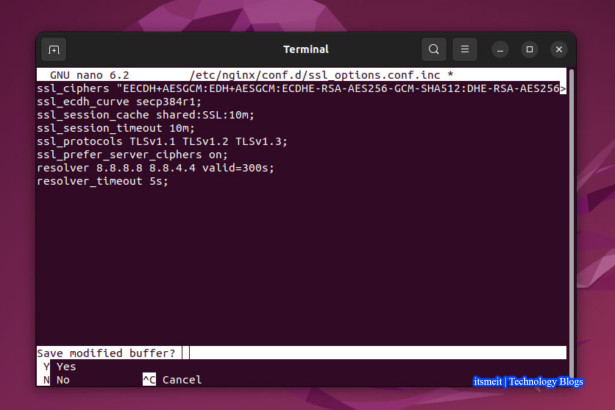 Terminal
GNU nano 6.2 /etc/nginx/conf.d/ssl_options.conf.inc *
ssl_ciphers "EECDH+AESGCM:EDH+AESGCM:ECDHE-RSA-AES256-GCM-SHA512:DHE-RSA-AES256>
ssl_ecdh_curve secp384r1;
ssl_session_cache shared:SSL:10m;
ssl_session_timeout 10m;
ssl_protocols TLSv1.1 TLSv1.2 TLSv1.3;
ssl_prefer_server_ciphers on;
resolver 8.8.8.8 8.8.4.4 valid=300s;
resolver_timeout 5s;
Save modified buffer?
Y Yes
N No ^C Cancel
itsmeit | Technology Blogs